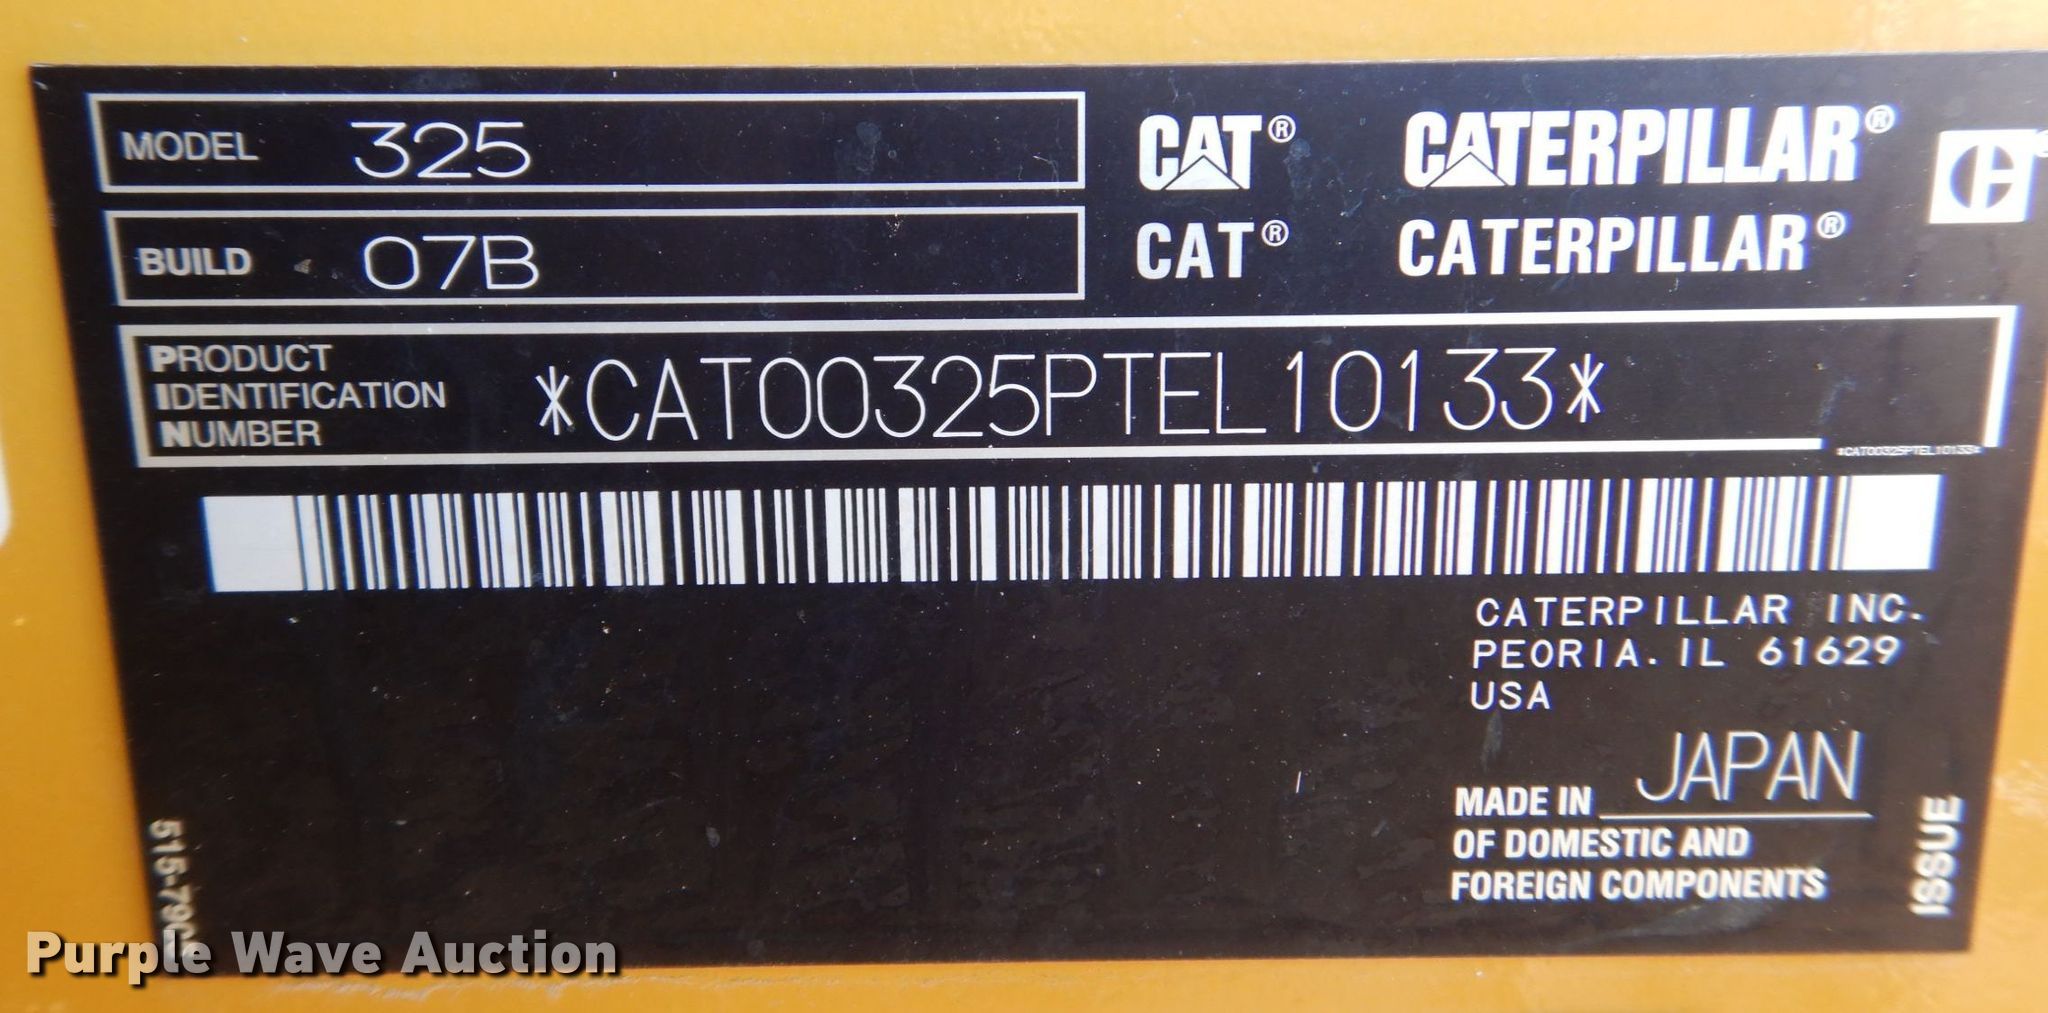 MODEL 325
BUILD 07B
CAT® CATERPILLAR®
CAT® CATERPILLAR®
PRODUCT
IDENTIFICATION
NUMBER
*CAT00325PTEL10133*
*CAT00325PTEL10133*
CATERPILLAR INC.
PEORIA. IL 61629
USA
MADE IN JAPAN
OF DOMESTIC AND
FOREIGN COMPONENTS
ISSUE
Purple Wave Auction